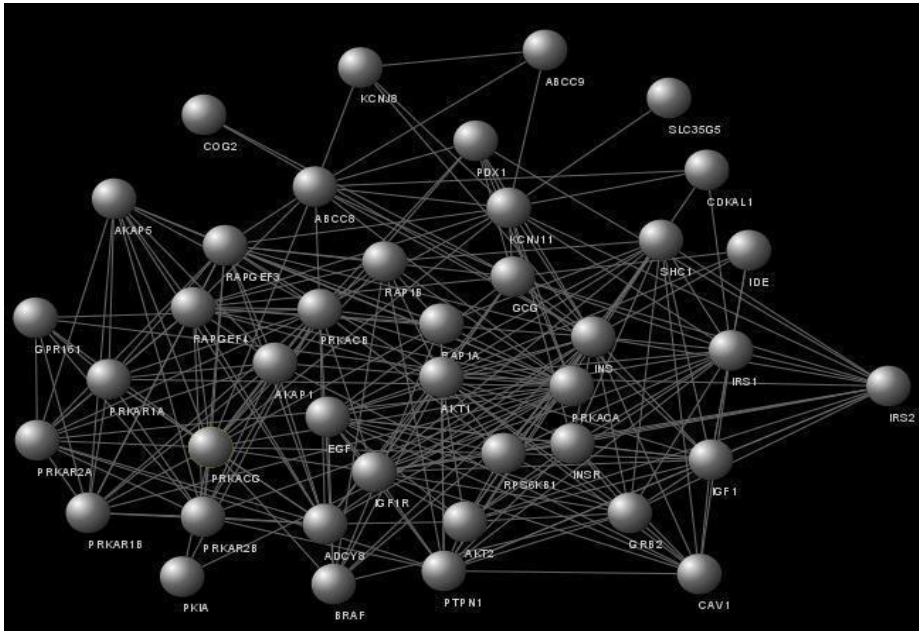 ABCC9
KCNJ8
SLC35G5
COG2
PDX1
ABCC8
CDKAL1
AKAP5
KCNJ11
RAPGEF3
SHC1
IDE
RAP1B
GCG
GPR161
RAPGEF4
PRKACB
RAP1A
INS
IRS1
PRKAR1A
AKAP1
AKT1
PRKACA
IRS2
PRKAR2A
PRKACG
EGF
IGF1R
RPS6KB1
INSR
IGF1
PRKAR1B
PRKAR2B
ADCY8
AKT2
GRB2
PKIA
BRAF
PTPN1
CAV1